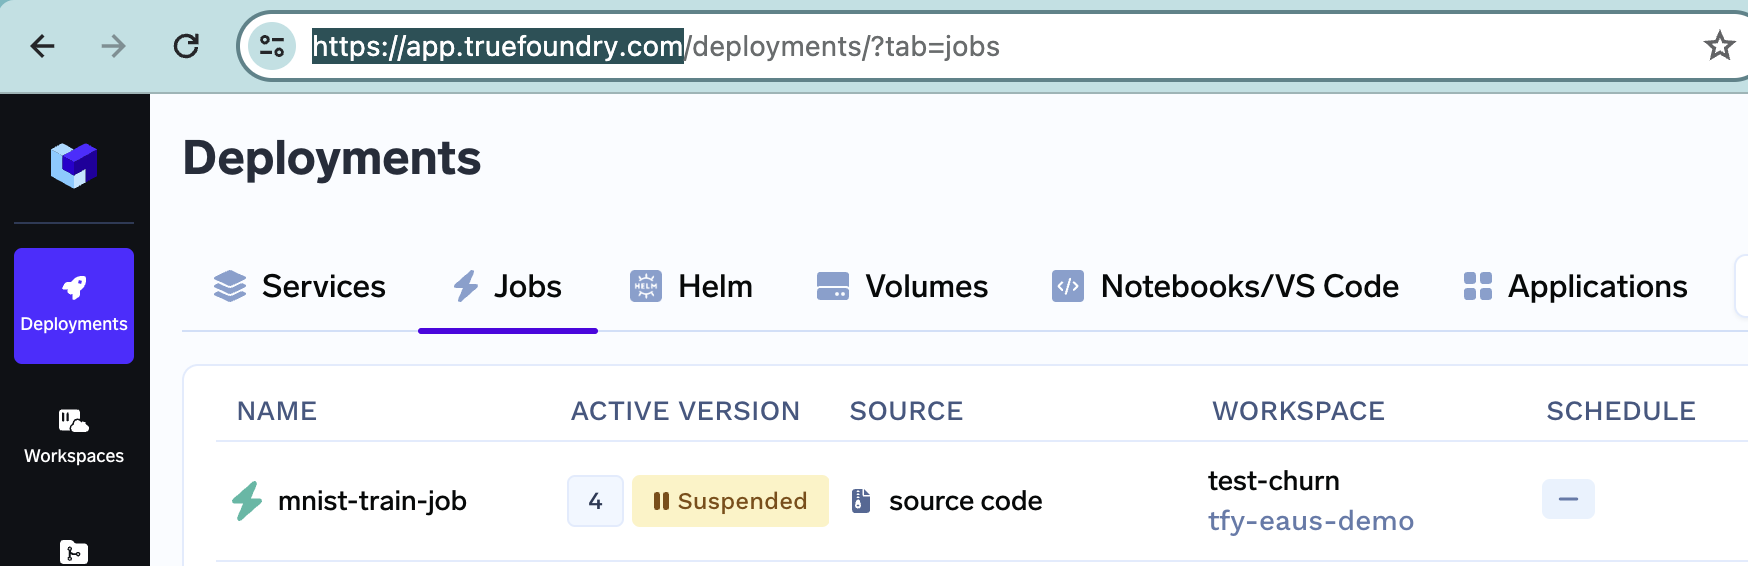 https://app.truefoundry.com/deployments/?tab=jobs
Deployments
Services Jobs Helm Volumes Notebooks/VS Code Applications
Deployments
NAME ACTIVE VERSION SOURCE WORKSPACE SCHEDULE
Workspaces
mnist-train-job 4 Suspended source code test-churn
tfy-eaus-demo